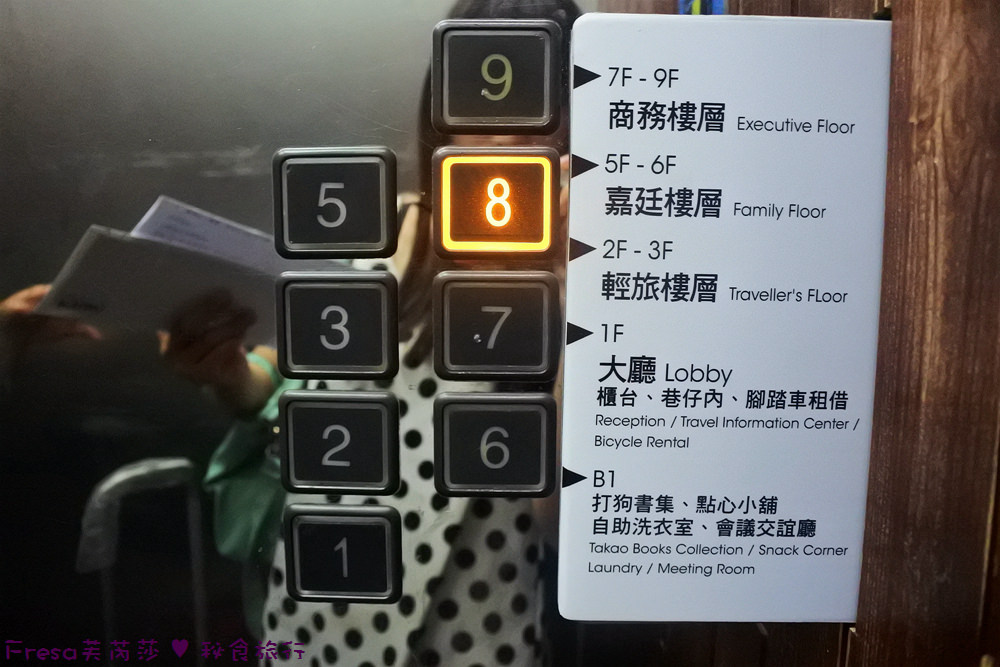 9
8
7
6
5
3
2
1
7F - 9F
商務樓層 Executive Floor
5F - 6F
嘉廷樓層 Family Floor
2F - 3F
輕旅樓層 Traveller's FLoor
1F
大廳 Lobby
櫃台、巷仔內、腳踏車租借
Reception / Travel Information Center /
Bicycle Rental
B1
打狗書集、點心小舖
自助洗衣室、會議交誼廳
Takao Books Collection / Snack Corner
Laundry / Meeting Room
Fresa芙芮莎 ♥ 秘食旅行